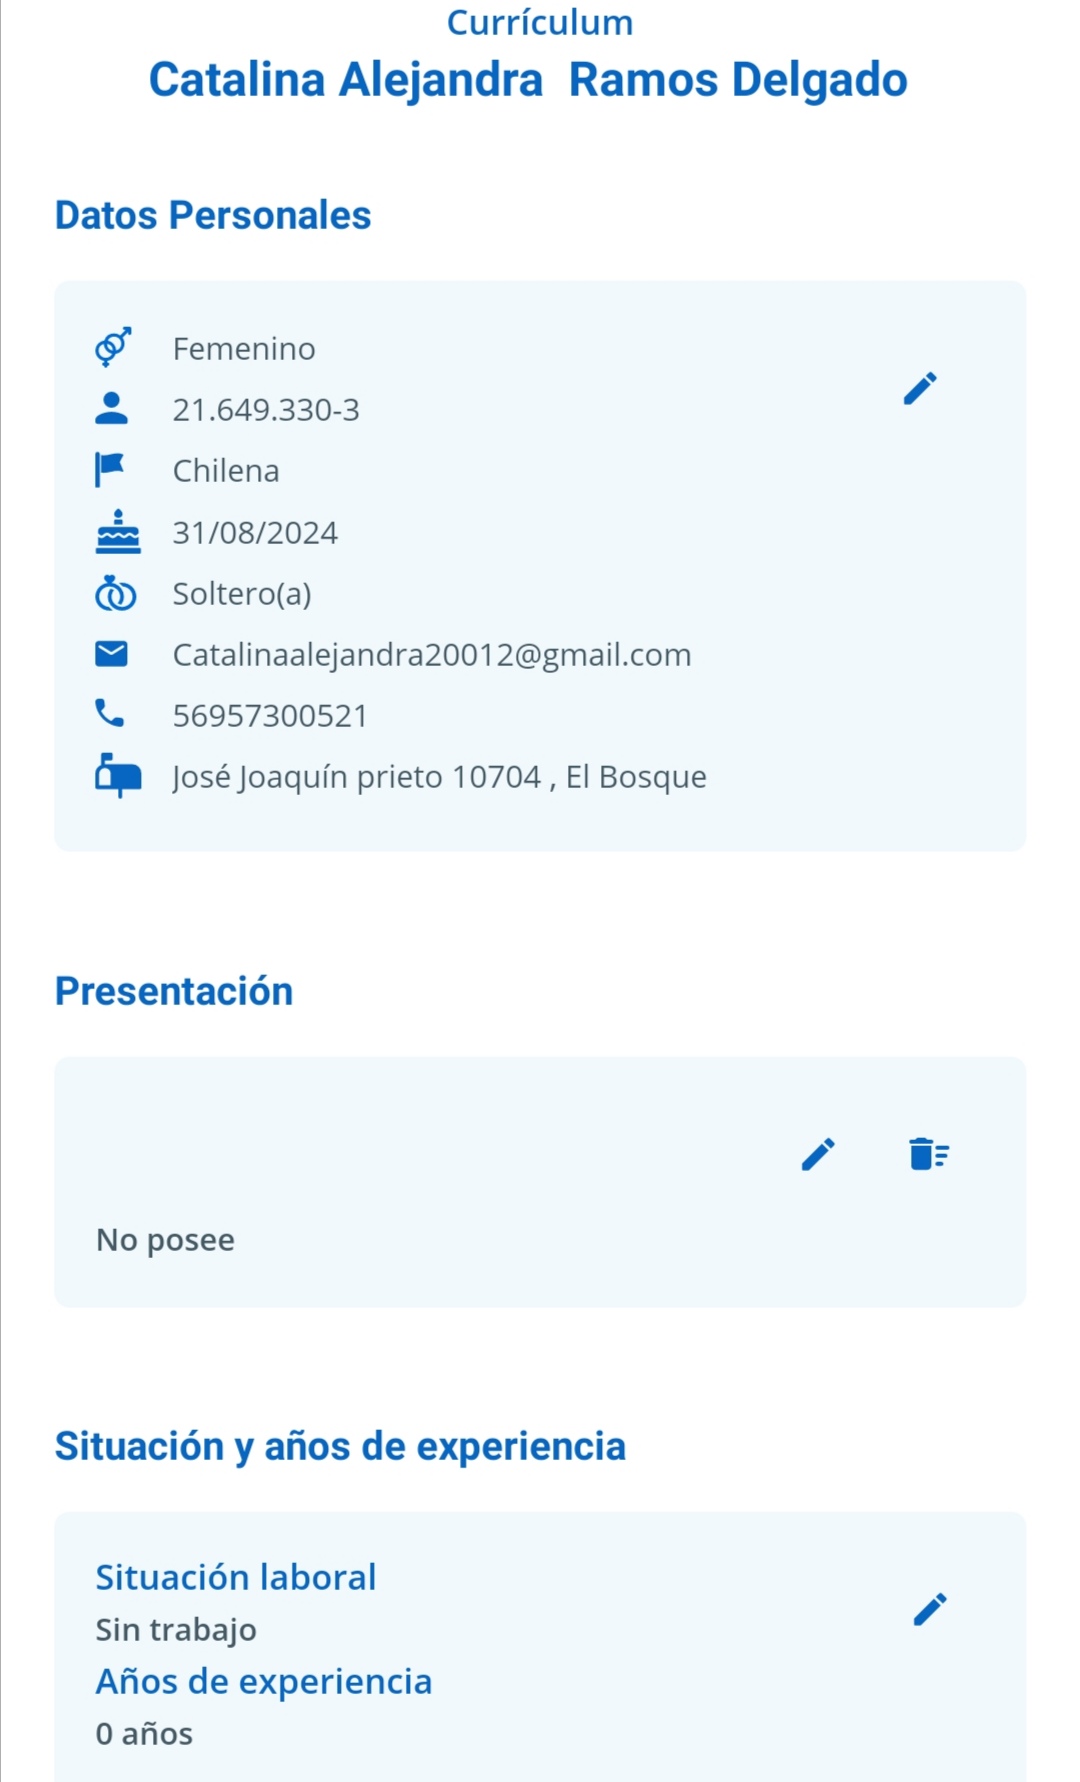 Currículum
Catalina Alejandra  Ramos Delgado
Datos Personales
Femenino
21.649.330-3
Chilena
31/08/2024
Soltero(a)
Catalinaalejandra20012@gmail.com
56957300521
José Joaquín prieto 10704 , El Bosque
Presentación
No posee
Situación y años de experiencia
Situación laboral
Sin trabajo
Años de experiencia
0 años